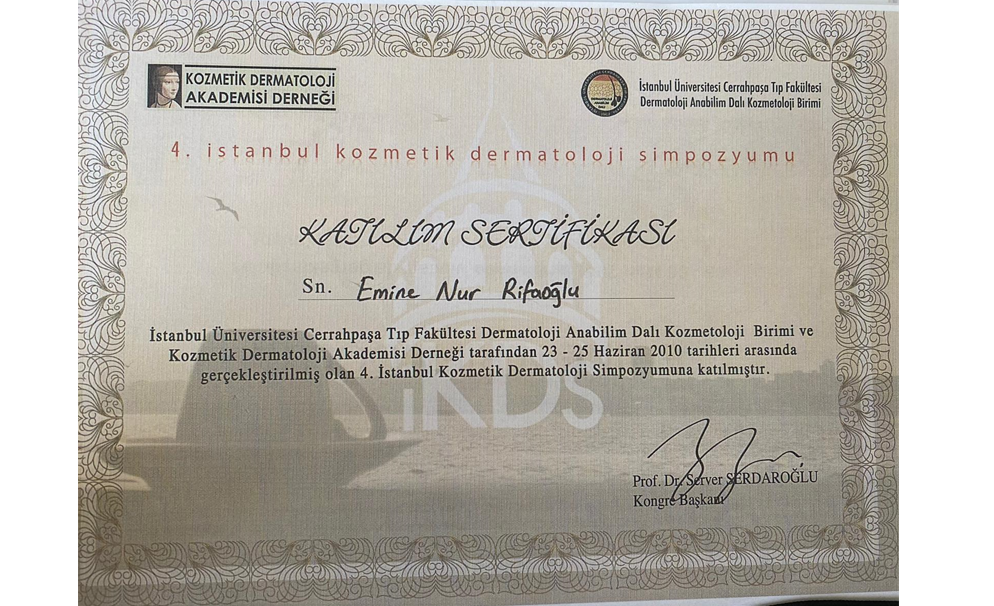 KOZMETİK DERMATOLOJİ
AKADEMİSİ DERNEĞİ
İstanbul Üniversitesi Cerrahpaşa Tıp Fakültesi
Dermatoloji Anabilim Dalı Kozmetoloji Birimi
4. istanbul kozmetik dermatoloji simpozyumu
KATILIM SERTİFİKASI
Sn. Emine Nur Rifaoğlu
İstanbul Üniversitesi Cerrahpaşa Tıp Fakültesi Dermatoloji Anabilim Dalı Kozmetoloji Birimi ve
Kozmetik Dermatoloji Akademisi Derneği tarafından 23 - 25 Haziran 2010 tarihleri arasında
gerçekleştirilmiş olan 4. İstanbul Kozmetik Dermatoloji Simpozyumuna katılmıştır.
iKDS
Prof. Dr. Server SERDAROĞLU
Kongre Başkanı